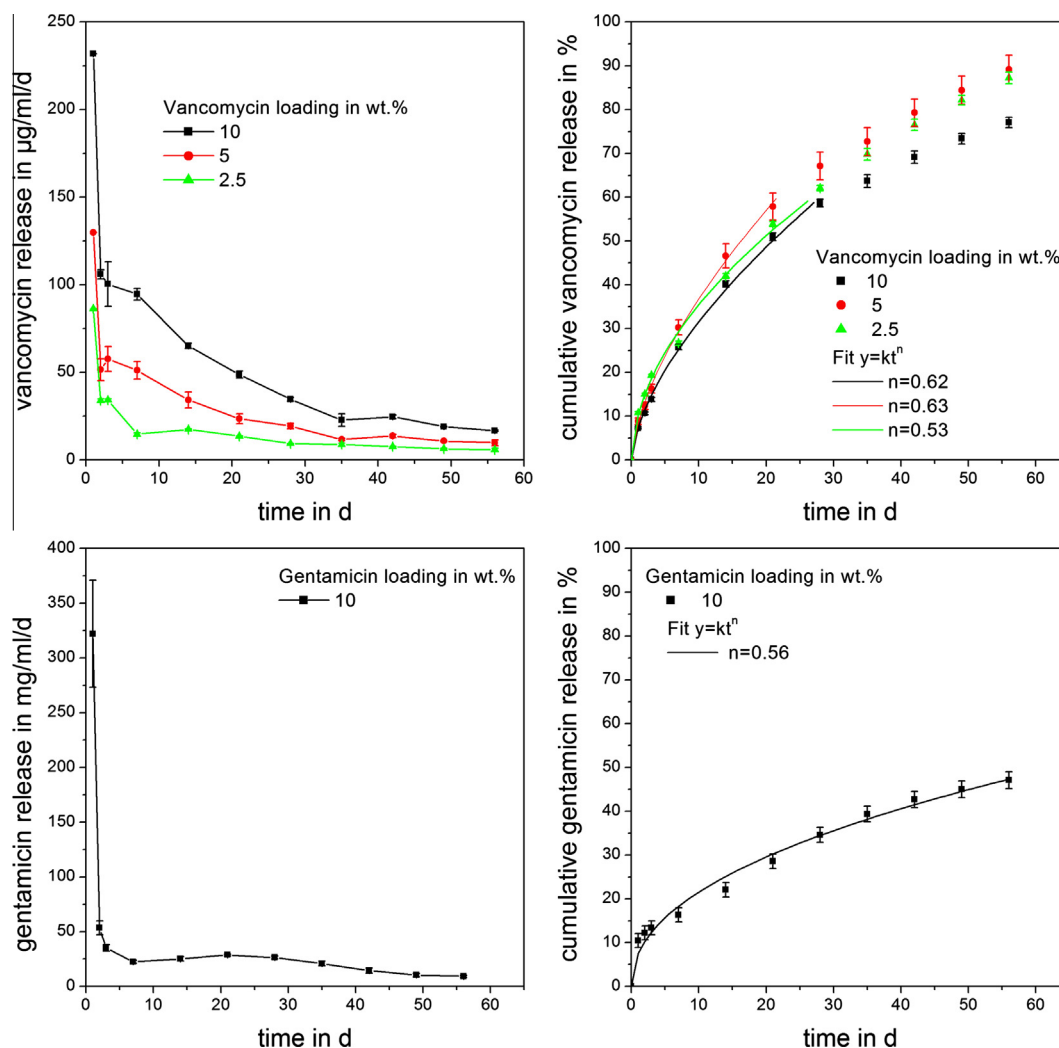 250
200
150
100
50
0
vancomycin release in µg/ml/d
Vancomycin loading in wt.%
10
5
2.5
0 10 20 30 40 50 60
time in d
100
90
80
70
60
50
40
30
20
10
0
cumulative vancomycin release in %
Vancomycin loading in wt.%
10
5
2.5
Fit y=ktⁿ
n=0.62
n=0.63
n=0.53
0 10 20 30 40 50 60
time in d
400
350
300
250
200
150
100
50
0
gentamicin release in mg/ml/d
Gentamicin loading in wt.%
10
0 10 20 30 40 50 60
time in d
100
90
80
70
60
50
40
30
20
10
0
cumulative gentamicin release in %
Gentamicin loading in wt.%
10
Fit y=ktⁿ
n=0.56
0 10 20 30 40 50 60
time in d